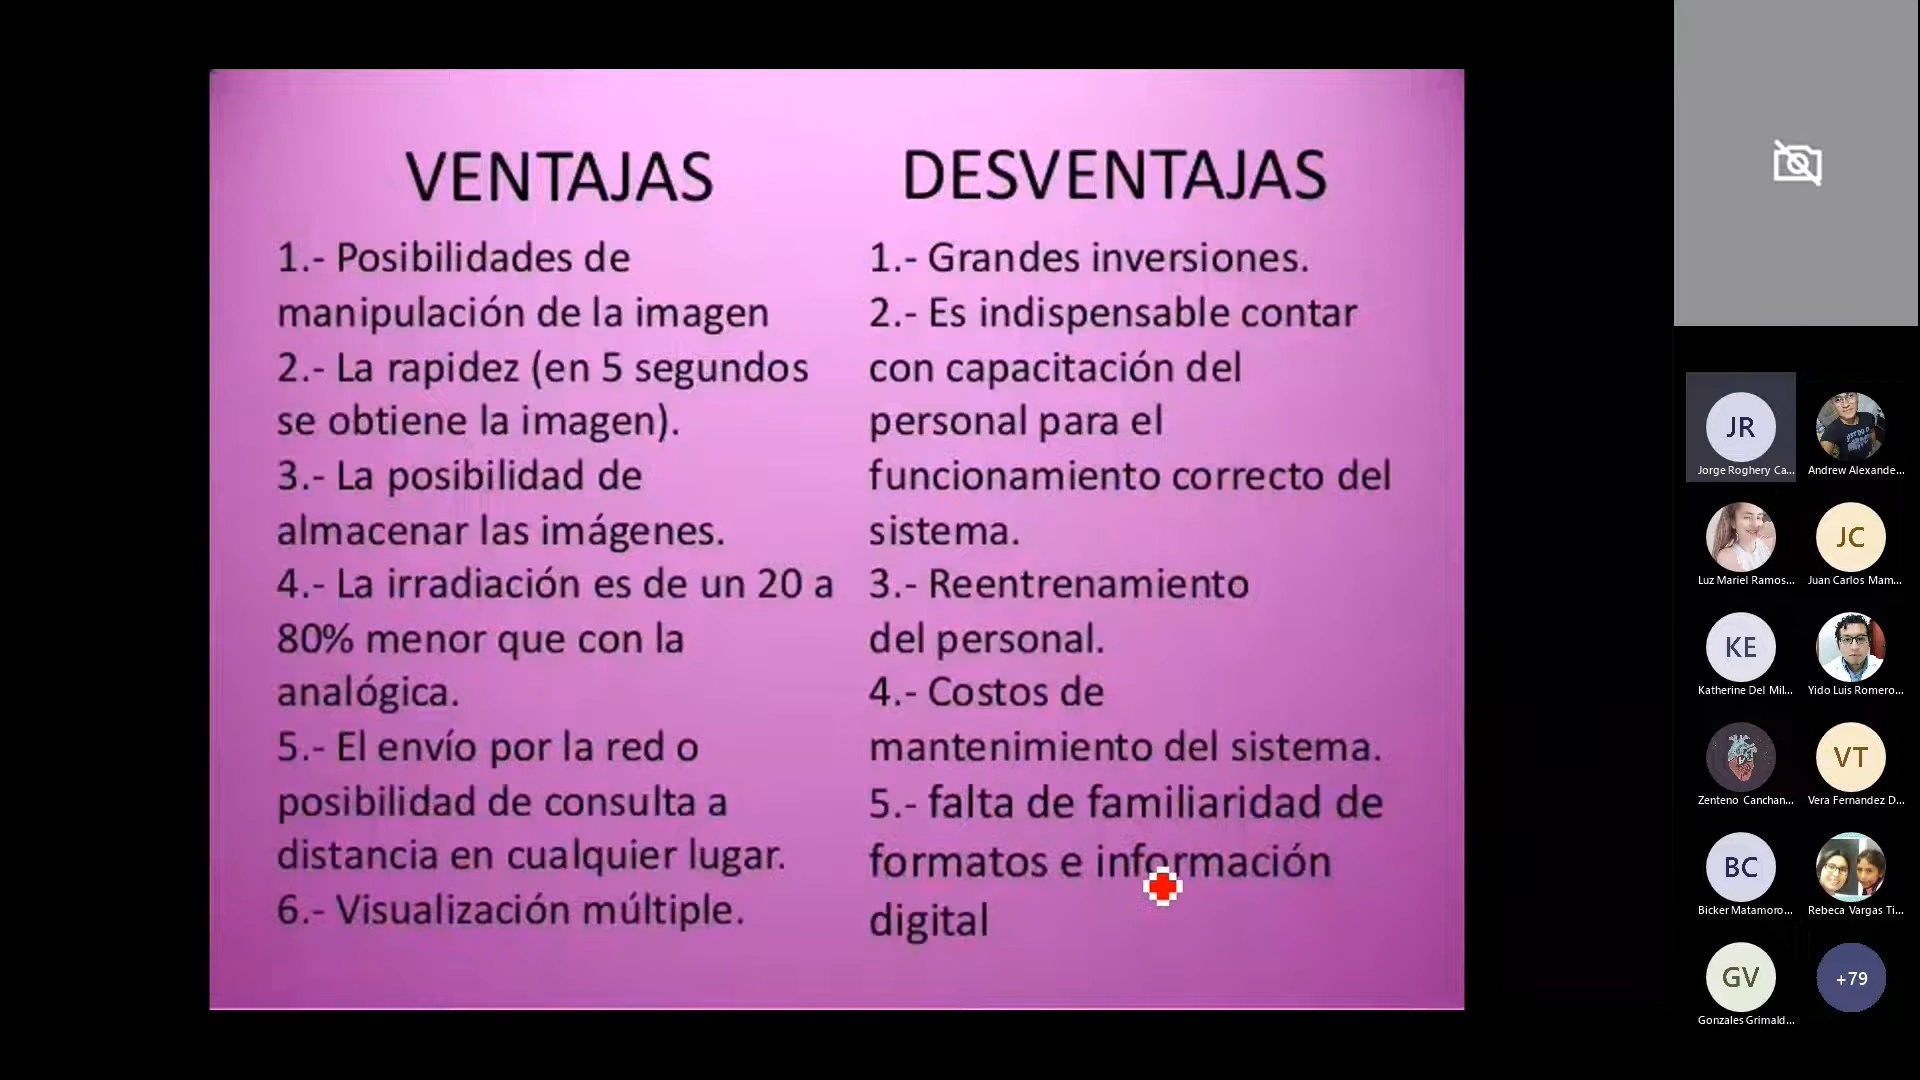 VENTAJAS
1.- Posibilidades de
manipulación de la imagen
2.- La rapidez (en 5 segundos
se obtiene la imagen).
3.- La posibilidad de
almacenar las imágenes.
4.- La irradiación es de un 20 a
80% menor que con la
analógica.
5.- El envío por la red o
posibilidad de consulta a
distancia en cualquier lugar.
6.- Visualización múltiple.
DESVENTAJAS
1.- Grandes inversiones.
2.- Es indispensable contar
con capacitación del
personal para el
funcionamiento correcto del
sistema.
3.- Reentrenamiento
del personal.
4.- Costos de
mantenimiento del sistema.
5.- falta de familiaridad de
formatos e información
digital
JR
Jorge Roghery Ca...
Andrew Alexande...
Luz Mariel Ramos...
JC
Juan Carlos Mam...
KE
Katherine Del Mil...
Yido Luis Romero...
Zenteno Canchan...
VT
Vera Fernandez D...
BC
Bicker Matamoro...
Rebeca Vargas Ti...
GV
Gonzales Grimald...
+79